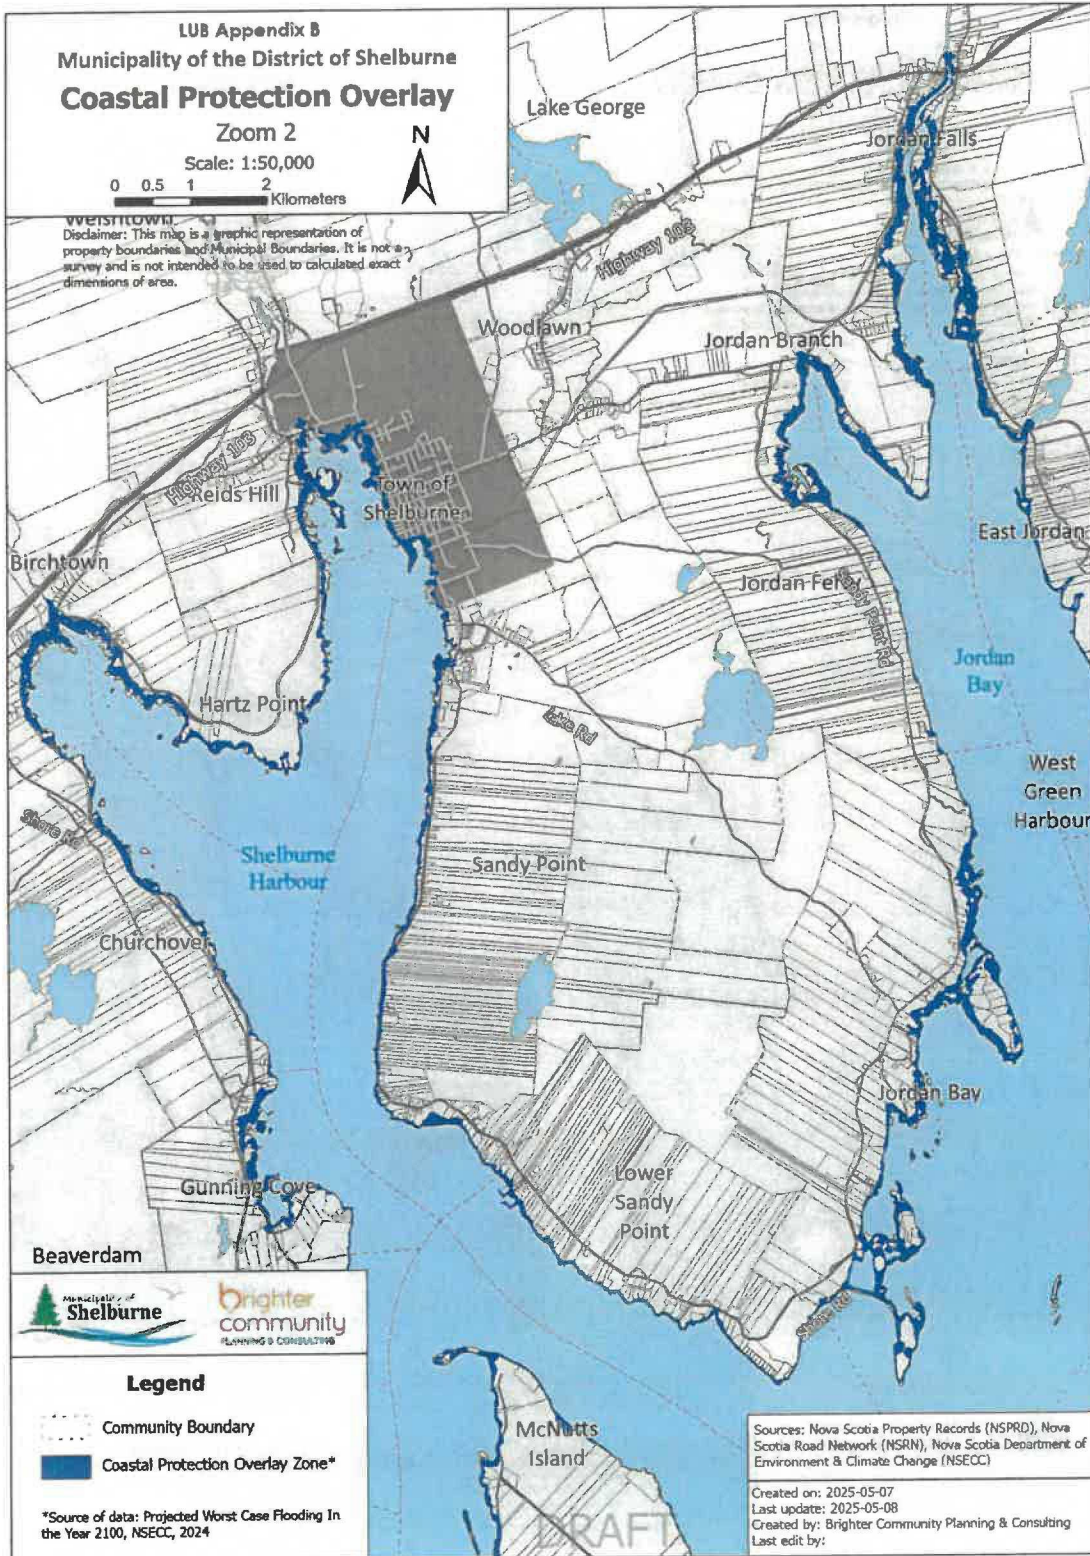 LUB Appendix B
Municipality of the District of Shelburne
Coastal Protection Overlay
Zoom 2
N
Scale: 1:50,000
0 0.5 1 2
Kilometers
Welshtown
Disclaimer: This map is a graphic representation of
property boundaries and Municipal Boundaries. It is not a
survey and is not intended to be used to calculated exact
dimensions of area.
Lake George
Jordan Falls
Highway 103
Woodlawn
Jordan Branch
Highway 103
Reids Hill
Town of
Shelburne
East Jordan
Birchtown
Jordan Ferry
Sandy Point Rd
Jordan
Bay
Hartz Point
Lake Rd
West
Green
Harbour
Shore Rd
Shelburne
Harbour
Sandy Point
Churchover
Jordan Bay
Gunning Cove
Lower
Sandy
Point
Beaverdam
Shore Rd
Municipality of
Shelburne
brighter
community
PLANNING & CONSULTING
Legend
Community Boundary
Coastal Protection Overlay Zone*
*Source of data: Projected Worst Case Flooding In
the Year 2100, NSECC, 2024
McNutts
Island
DRAFT
Sources: Nova Scotia Property Records (NSPRD), Nova
Scotia Road Network (NSRN), Nova Scotia Department of
Environment & Climate Change (NSECC)
Created on: 2025-05-07
Last update: 2025-05-08
Created by: Brighter Community Planning & Consulting
Last edit by: